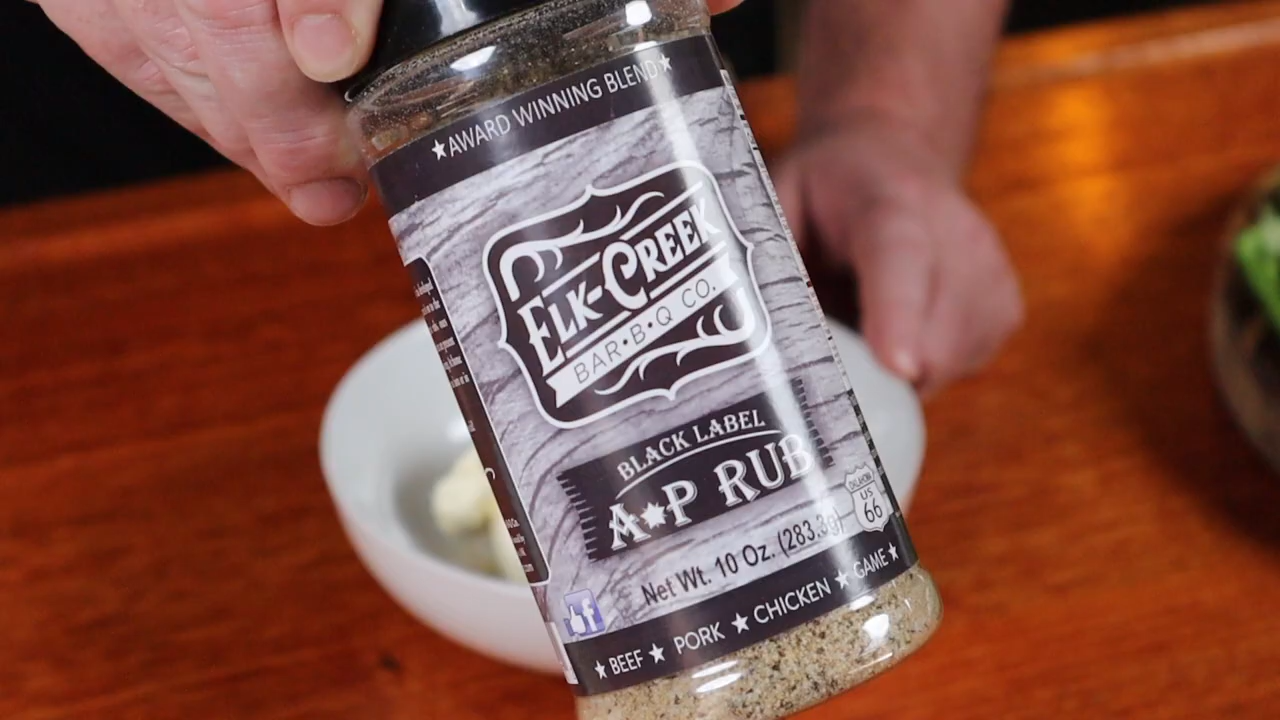 ★AWARD WINNING BLEND★
ELK-CREEK
BAR•B•Q CO.
BLACK LABEL
A★P RUB
OKLAHOMA
US
66
Net Wt. 10 Oz. (283.3g)
f
★ BEEF ★ PORK ★ CHICKEN ★ GAME ★